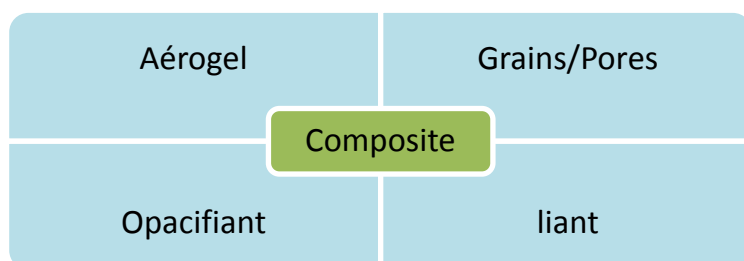 Aérogel
Grains/Pores
Composite
Opacifiant
liant